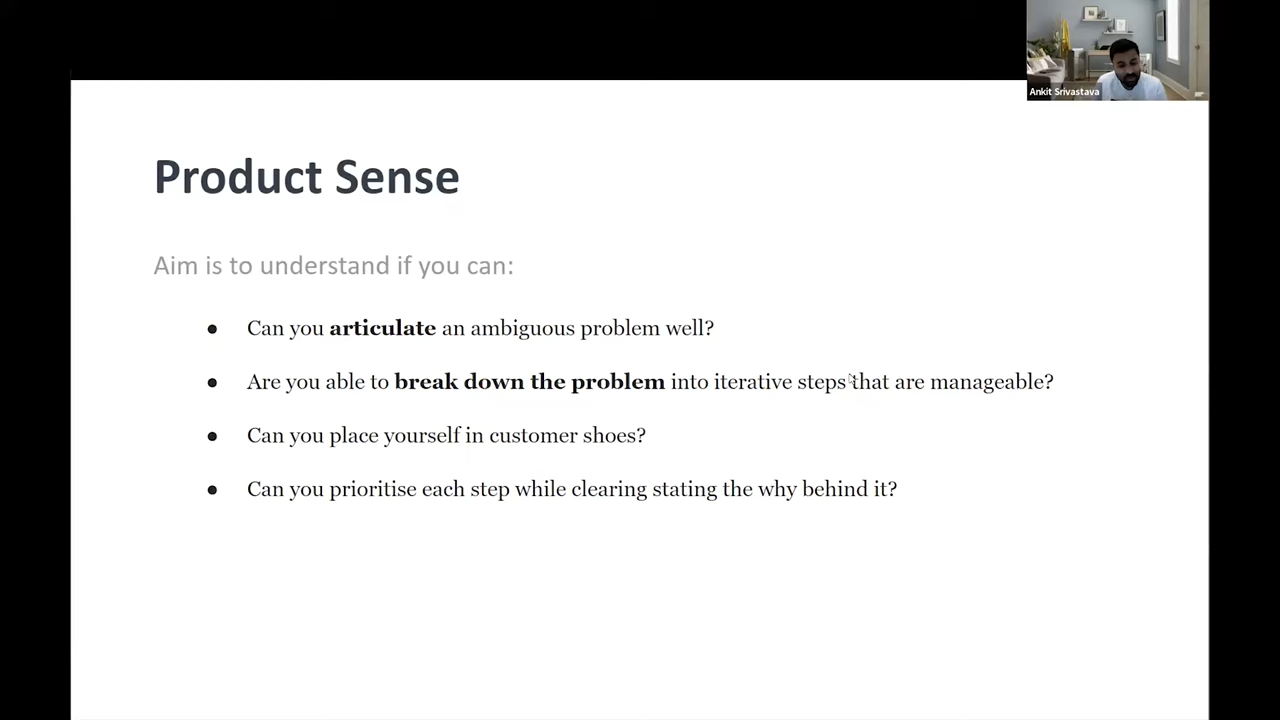 Ankit Srivastava
Product Sense
Aim is to understand if you can:
● Can you articulate an ambiguous problem well?
● Are you able to break down the problem into iterative steps that are manageable?
● Can you place yourself in customer shoes?
● Can you prioritise each step while clearing stating the why behind it?